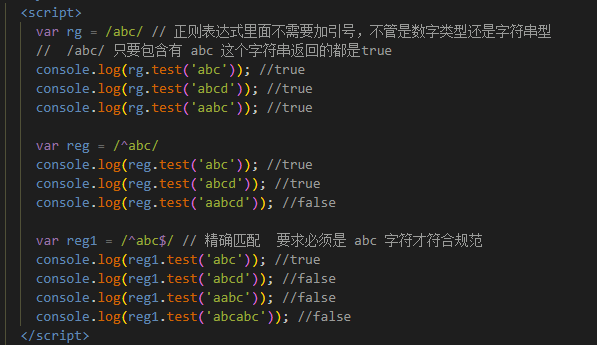 <script>
var rg = /abc/ // 正则表达式里面不需要加引号，不管是数字类型还是字符串型
//  /abc/ 只要包含有 abc 这个字符串返回的都是true
console.log(rg.test('abc')); //true
console.log(rg.test('abcd')); //true
console.log(rg.test('aabc')); //true
var reg = /^abc/
console.log(reg.test('abc')); //true
console.log(reg.test('abcd')); //true
console.log(reg.test('aabcd')); //false
var reg1 = /^abc$/ // 精确匹配  要求必须是 abc 字符才符合规范
console.log(reg1.test('abc')); //true
console.log(reg1.test('abcd')); //false
console.log(reg1.test('aabc')); //false
console.log(reg1.test('abcabc')); //false
</script>